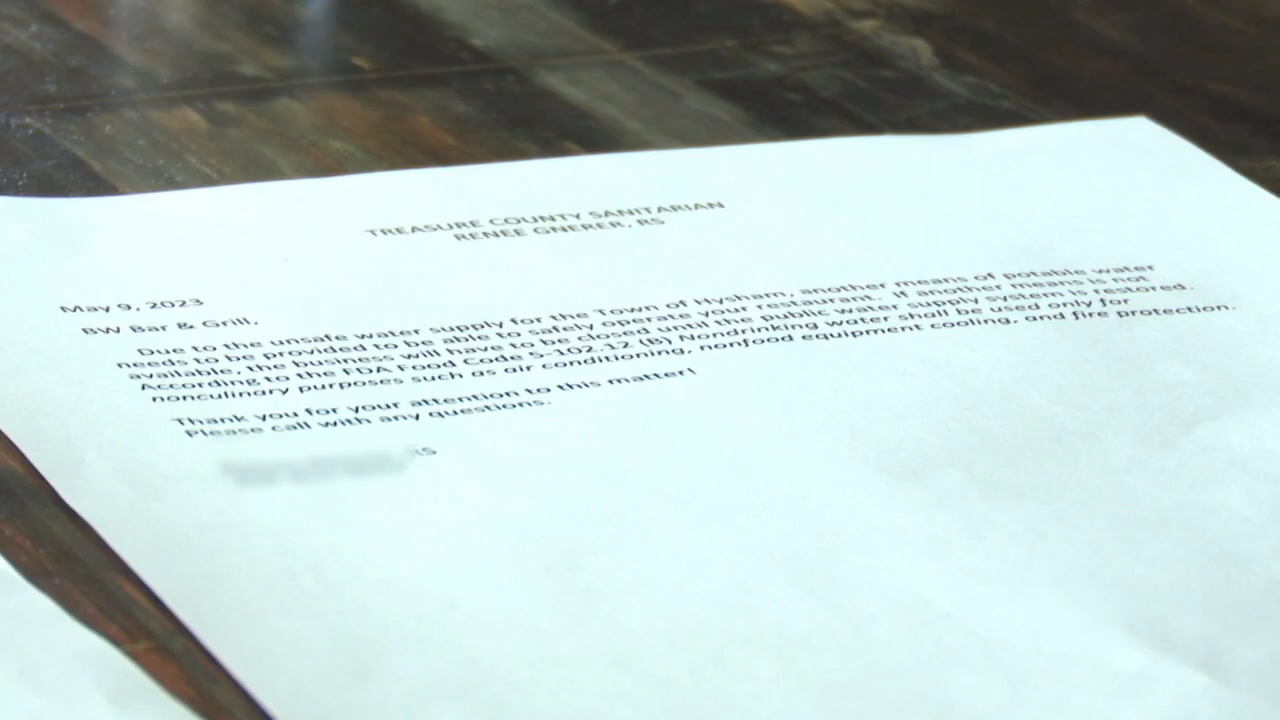 TREASURE COUNTY SANITARIAN
RENEE GNERER, RS
May 9, 2023
BW Bar & Grill,
Due to the unsafe water supply for the Town of Hysham, another means of potable water
needs to be provided to be able to safely operate your restaurant. If another means is not
available, the business will have to be closed until the public water supply system is restored.
According to the FDA Food Code 5-102.12 (B) Nondrinking water shall be used only for
nonculinary purposes such as air conditioning, nonfood equipment cooling, and fire protection.
Thank you for your attention to this matter!
Please call with any questions.